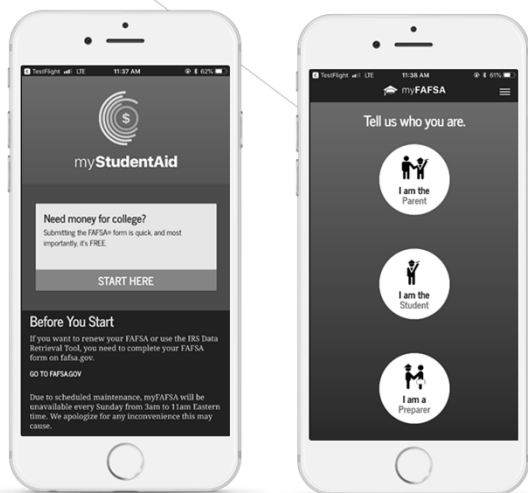 TestFlight LTE 11:37 AM 62%
$
myStudentAid
Need money for college?
Submitting the FAFSA® form is quick, and most
importantly, it's FREE.
START HERE
Before You Start
If you want to renew your FAFSA or use the IRS Data
Retrieval Tool, you need to complete your FAFSA
form on fafsa.gov.
GO TO FAFSA.GOV
Due to scheduled maintenance, myFAFSA will be
unavailable every Sunday from 3am to 11am Eastern
time. We apologize for any inconvenience this may
cause.
TestFlight LTE 11:38 AM 61%
myFAFSA
Tell us who you are.
I am the
Parent
I am the
Student
I am a
Preparer